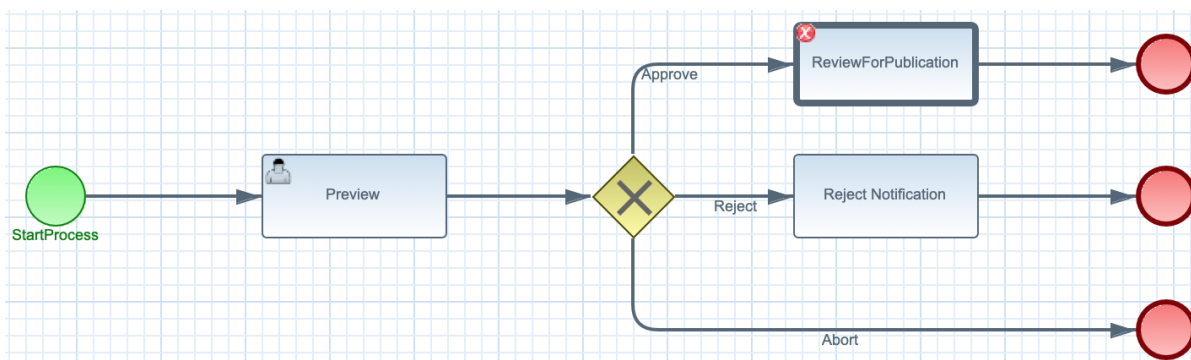 ReviewForPublication
Approve
Preview
Reject Notification
Reject
StartProcess
Abort